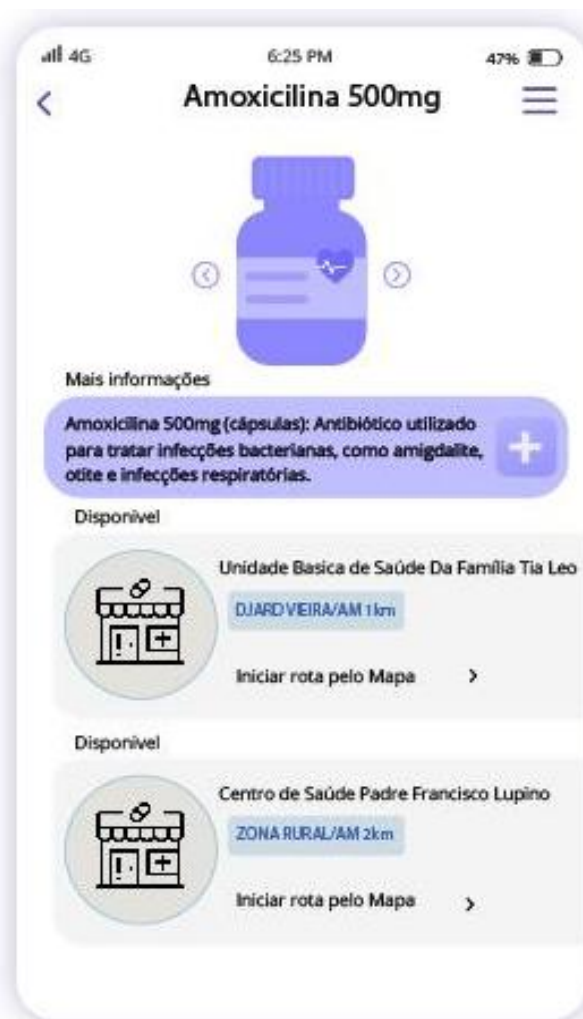 4G 6:25 PM 47%
Amoxicilina 500mg
Mais informações
Amoxicilina 500mg (cápsulas): Antibiótico utilizado
para tratar infecções bacterianas, como amigdalite,
otite e infecções respiratórias.
Disponivel
Unidade Basica de Saúde Da Família Tia Leo
DJARD VIEIRA/AM 1km
Iniciar rota pelo Mapa
Disponivel
Centro de Saúde Padre Francisco Lupino
ZONA RURAL/AM 2km
Iniciar rota pelo Mapa